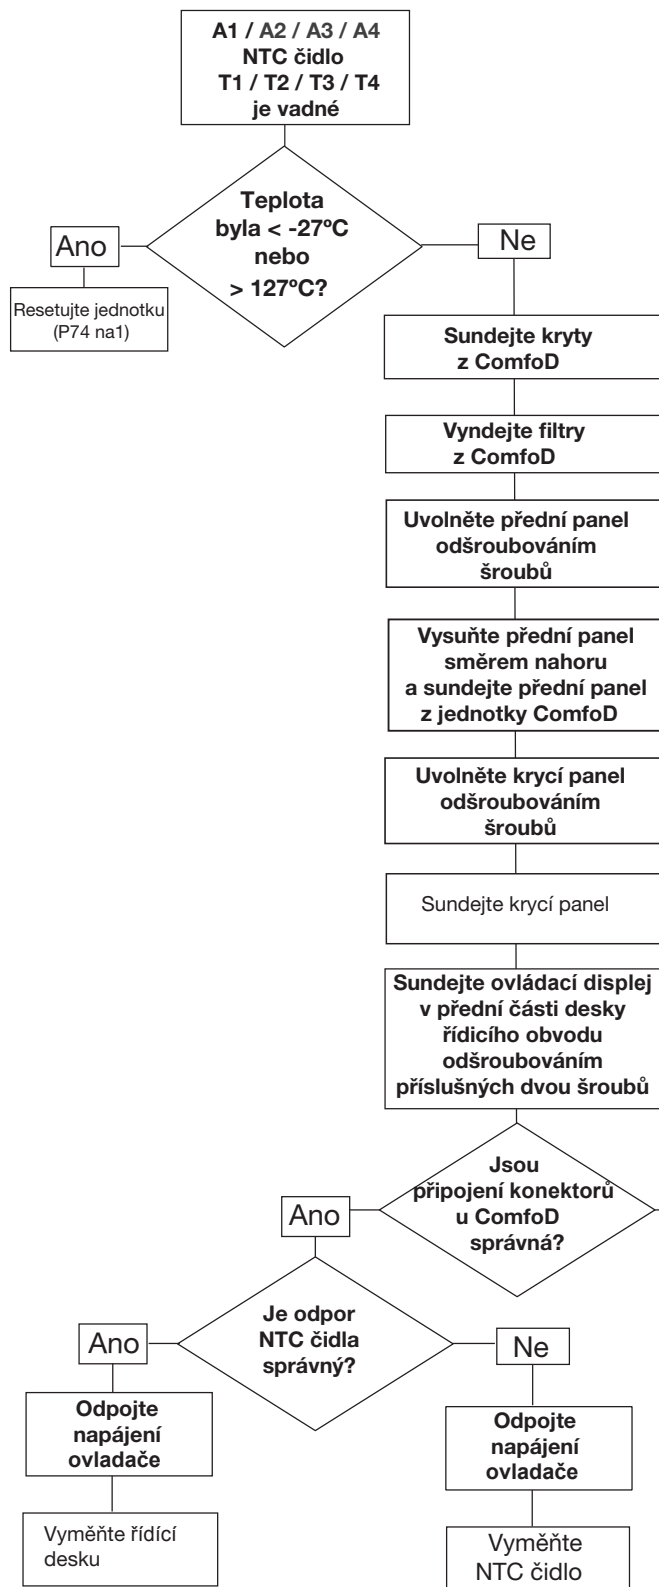 A1 / A2 / A3 / A4
NTC čidlo
T1 / T2 / T3 / T4
je vadné
Teplota
byla < -27ºC
nebo
> 127ºC?
Ano
Ne
Resetujte jednotku
(P74 na1)
Sundejte kryty
z ComfoD
Vyndejte filtry
z ComfoD
Uvolněte přední panel
odšroubováním
šroubů
Vysuňte přední panel
směrem nahoru
a sundejte přední panel
z jednotky ComfoD
Uvolněte krycí panel
odšroubováním
šroubů
Sundejte krycí panel
Sundejte ovládací displej
v přední části desky
řídicího obvodu
odšroubováním
příslušných dvou šroubů
Jsou
připojení konektorů
u ComfoD
správná?
Ano
Je odpor
NTC čidla
správný?
Ano
Ne
Odpojte
napájení
ovladače
Odpojte
napájení
ovladače
Vyměňte řídící
desku
Vyměňte
NTC čidlo